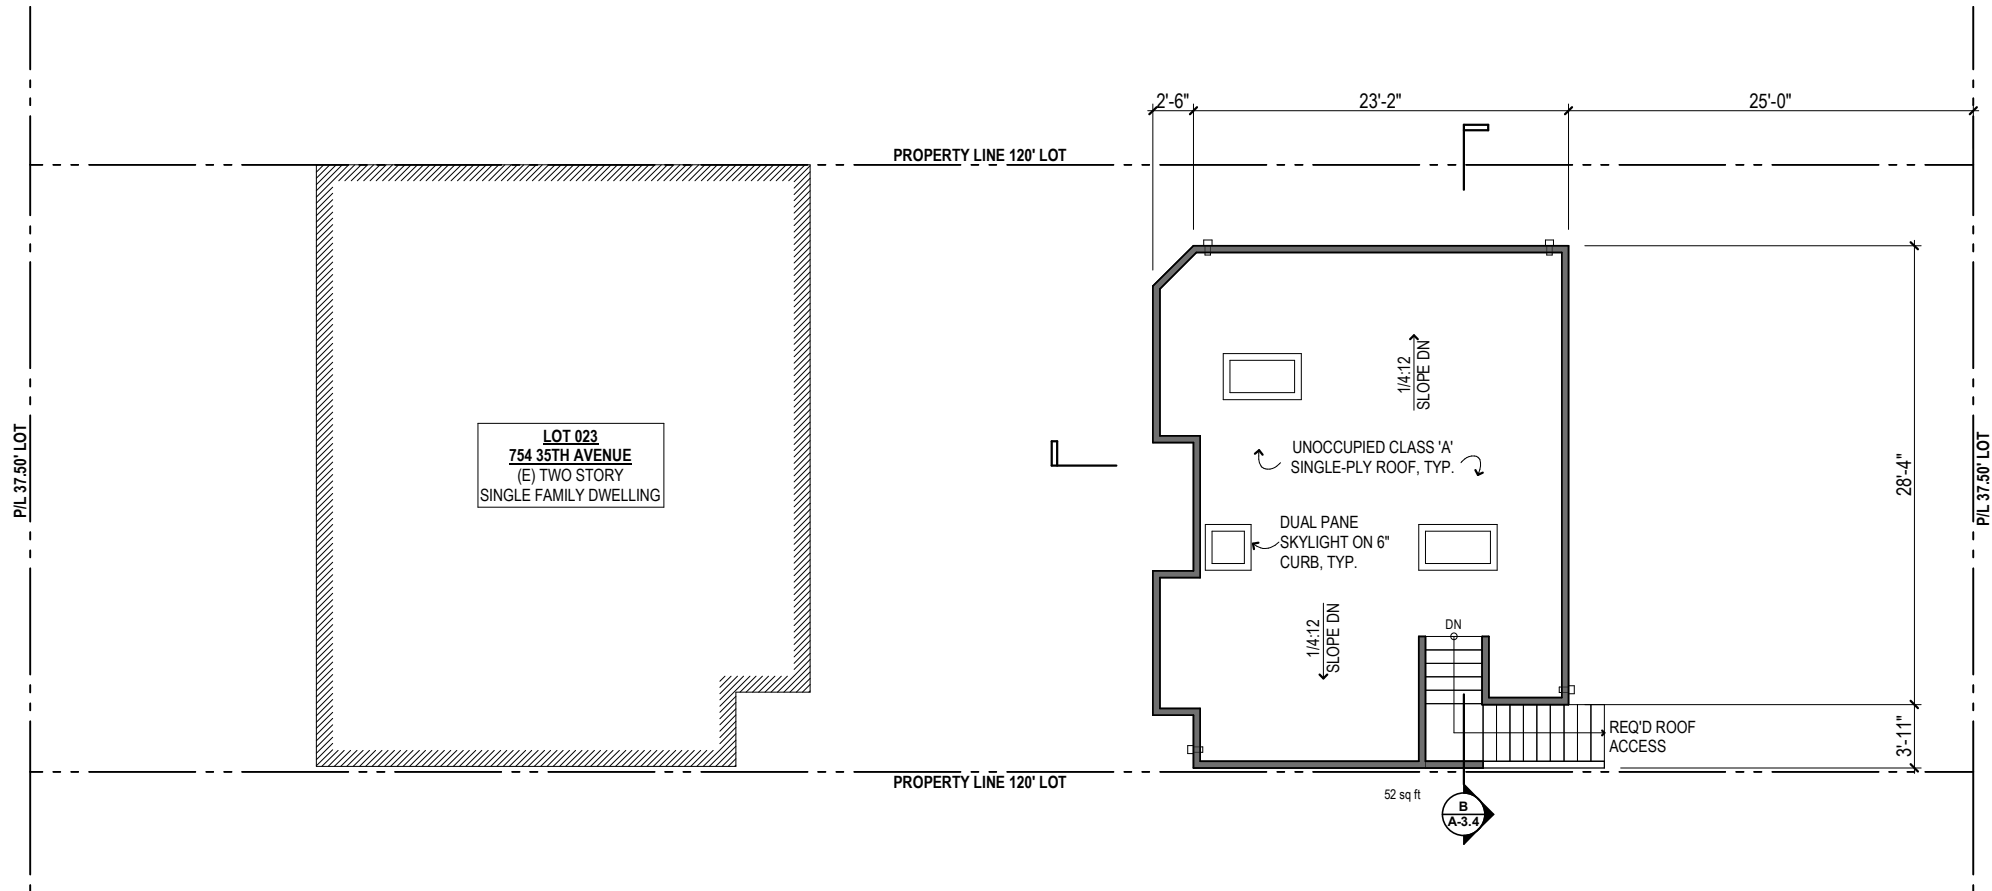 2'-6"
23'-2"
25'-0"
PROPERTY LINE 120' LOT
P/L 37.50' LOT
LOT 023
754 35TH AVENUE
(E) TWO STORY
SINGLE FAMILY DWELLING
1/4:12
SLOPE DN
UNOCCUPIED CLASS 'A'
SINGLE-PLY ROOF, TYP.
DUAL PANE
SKYLIGHT ON 6"
CURB, TYP.
1/4:12
SLOPE DN
DN
REQ'D ROOF
ACCESS
28'-4"
3'-11"
P/L 37.50' LOT
PROPERTY LINE 120' LOT
52 sq ft
B
A-3.4